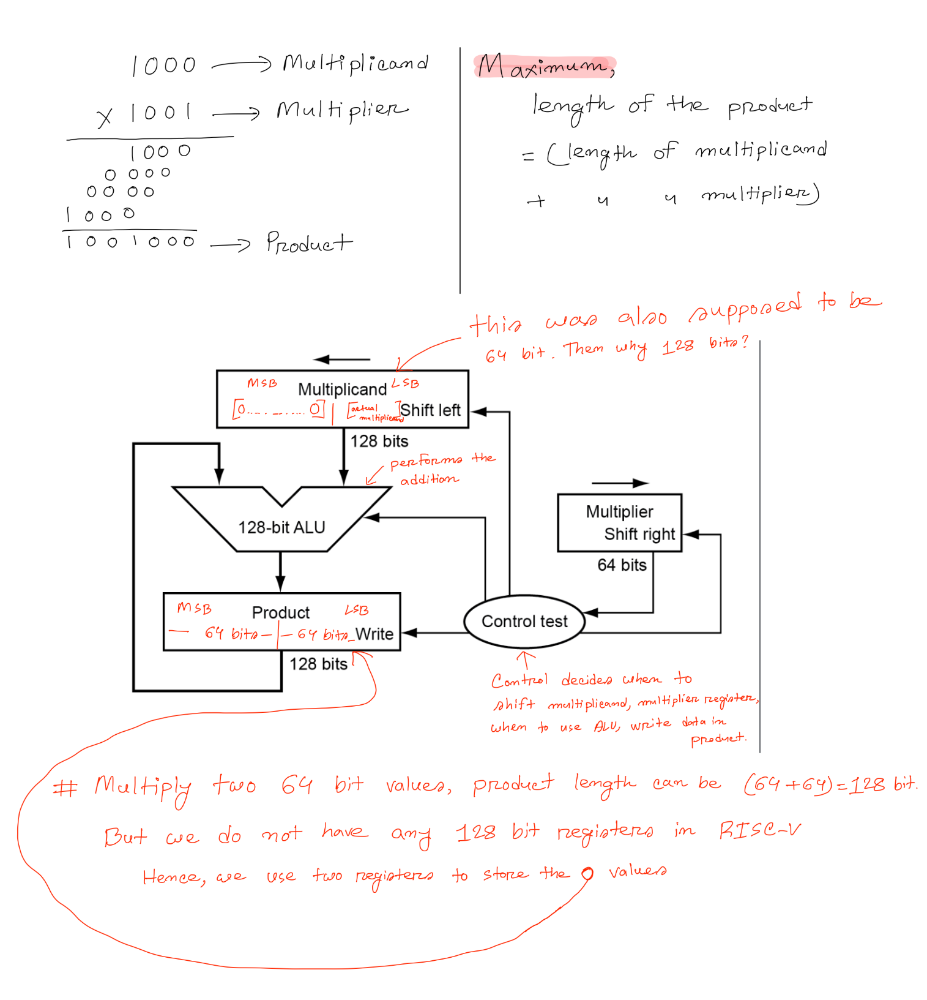 1000 → Multiplicand
x 1001 → Multiplier
1000
0000
0000
1000
1001000 → Product
Maximum,
length of the product
= (length of multiplicand
+ " " multiplier)
this was also supposed to be
64 bit. Then why 128 bits?
MSB Multiplicand LSB
[0............0] | [actual multiplicand] Shift left
128 bits
performs the
addition
128-bit ALU
Multiplier
Shift right
64 bits
MSB Product LSB
— 64 bits — | — 64 bits — Write
128 bits
Control test
Control decides when to
shift multiplicand, multiplier register,
when to use ALU, write data in
product.
# Multiply two 64 bit values, product length can be (64+64)=128 bit.
But we do not have any 128 bit registers in RISC-V
Hence, we use two registers to store the values